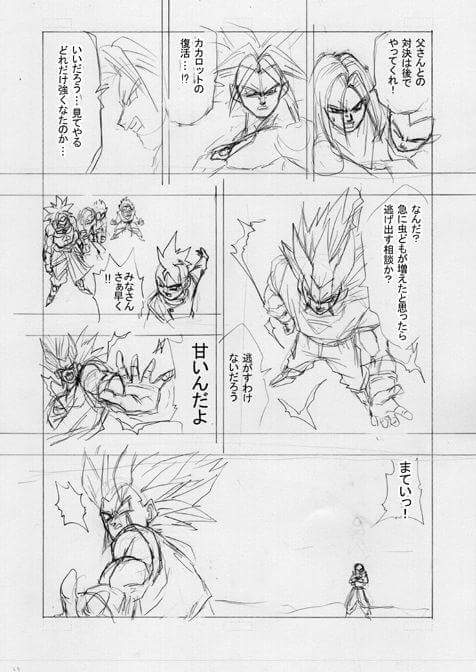 父さんとの
対決は後で
やってくれ！
カカロットの
復活…!?
いいだろう…見てやる
どれだけ強くなたのか…
なんだ？
急に虫どもが増えたと思ったら
逃げ出す相談か？
逃がすわけ
ないだろう
みなさん
さぁ早く
!!
甘いんだよ
まていっ！